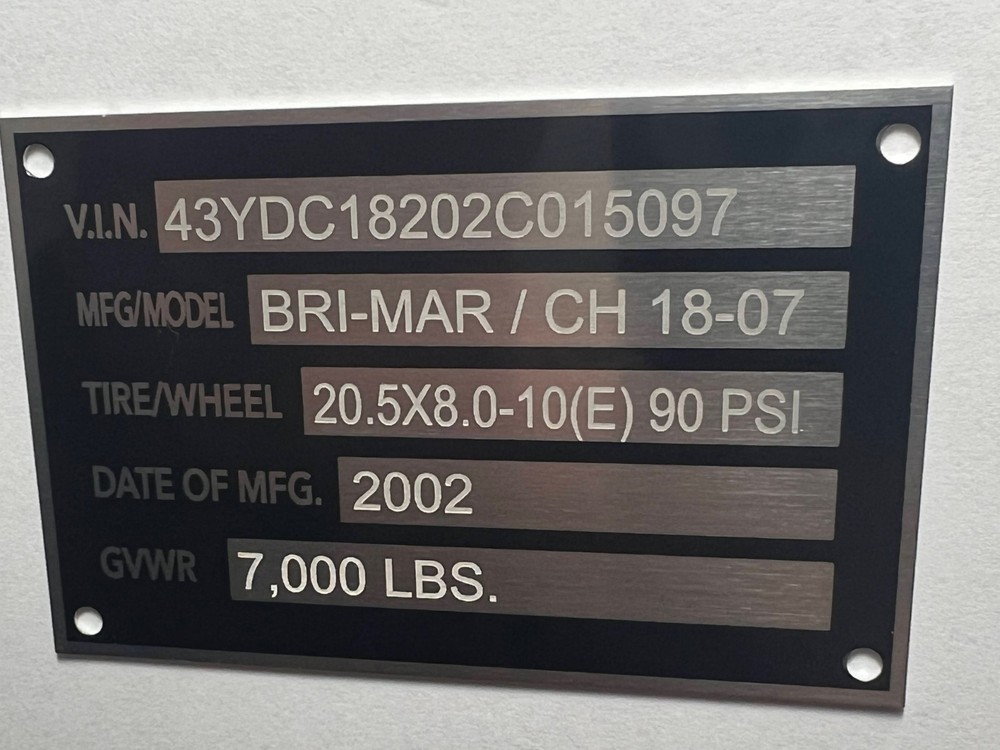 V.I.N. 43YDC18202C015097
MFG/MODEL BRI-MAR / CH 18-07
TIRE/WHEEL 20.5X8.0-10(E) 90 PSI
DATE OF MFG. 2002
GVWR 7,000 LBS.